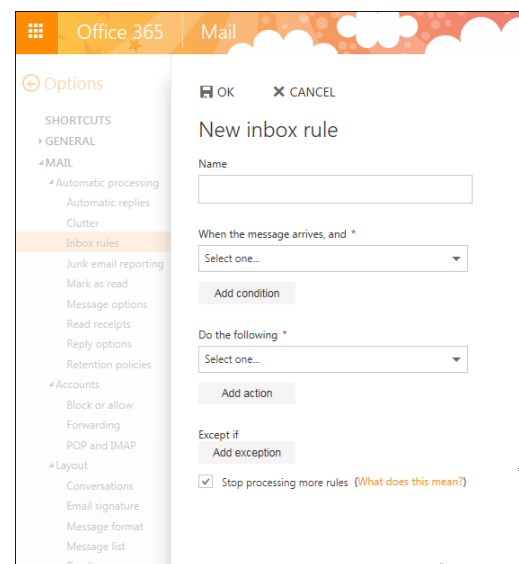 Office 365 Mail
Options
SHORTCUTS
GENERAL
MAIL
Automatic processing
Automatic replies
Clutter
Inbox rules
Junk email reporting
Mark as read
Message options
Read receipts
Reply options
Retention policies
Accounts
Block or allow
Forwarding
POP and IMAP
Layout
Conversations
Email signature
Message format
Message list
OK CANCEL
New inbox rule
Name
When the message arrives, and *
Select one...
Add condition
Do the following *
Select one...
Add action
Except if
Add exception
Stop processing more rules (What does this mean?)